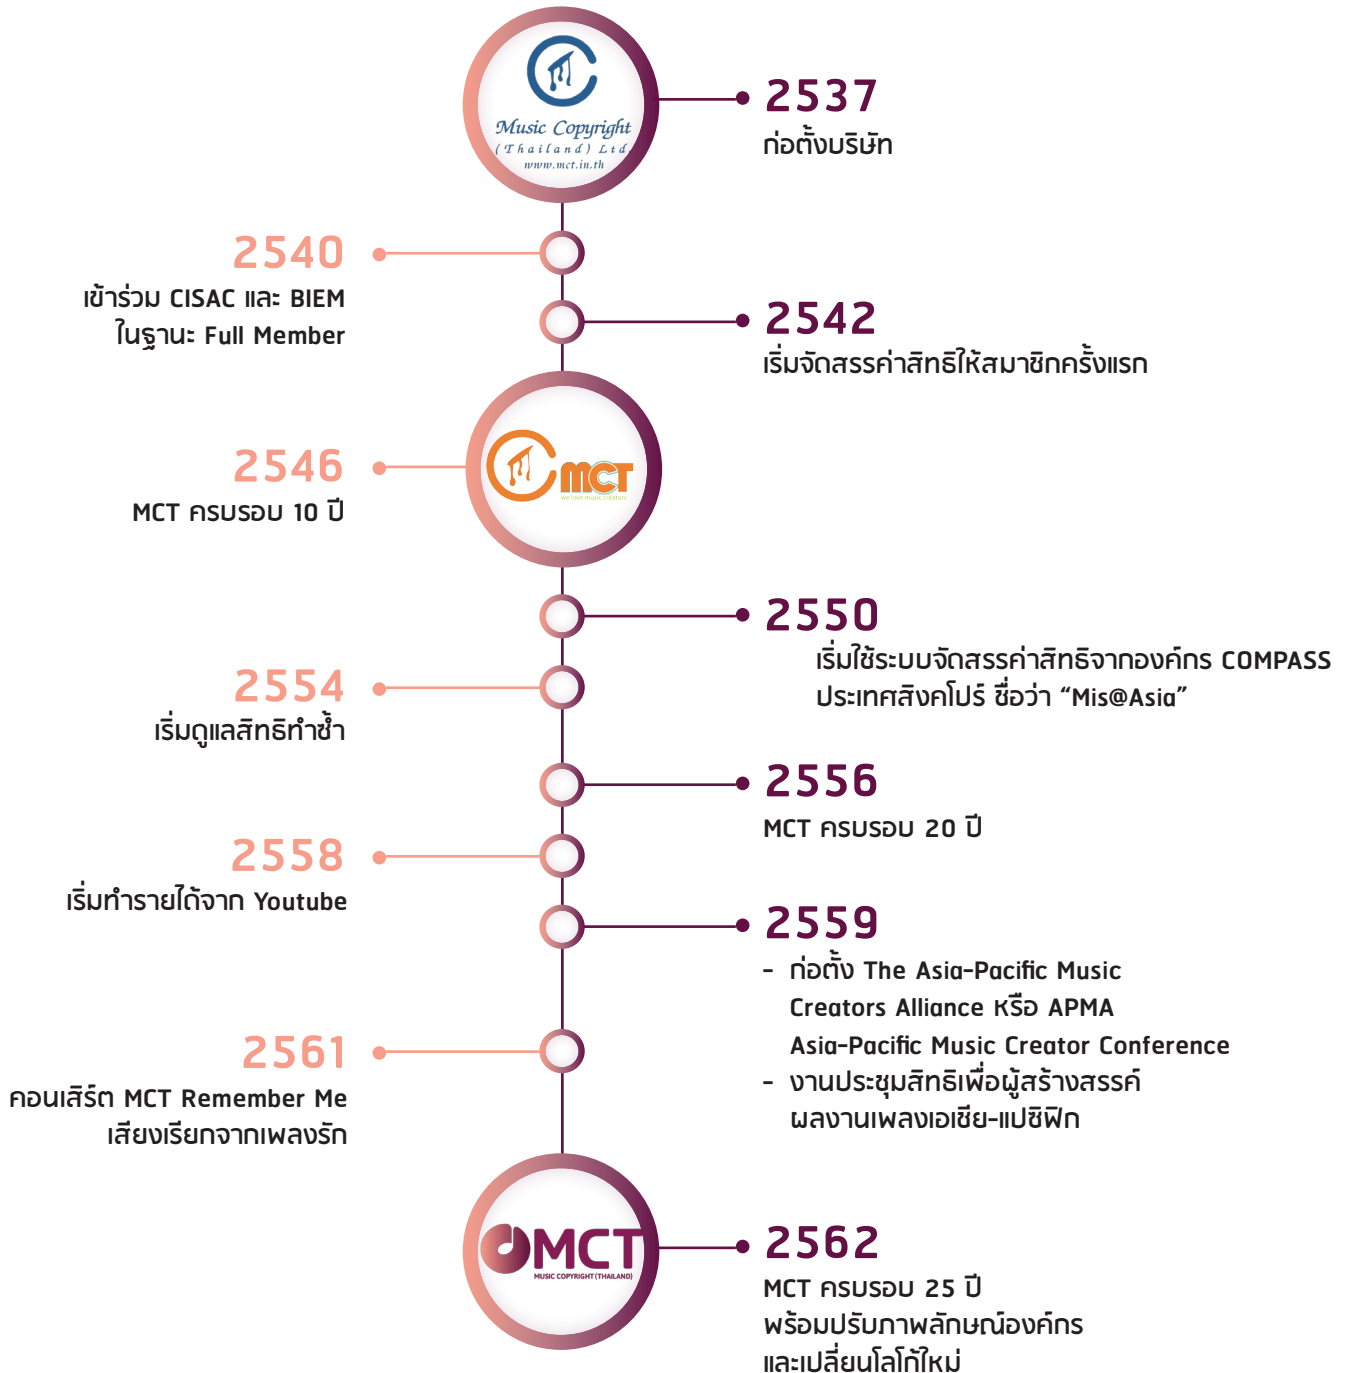 Music Copyright
(Thailand) Ltd.
www.mct.in.th
2537
ก่อตั้งบริษัท
2540
เข้าร่วม CISAC และ BIEM
ในฐานะ Full Member
2542
เริ่มจัดสรรค่าสิทธิให้สมาชิกครั้งแรก
2546
MCT ครบรอบ 10 ปี
MCT
we love music creators
2550
เริ่มใช้ระบบจัดสรรค่าสิทธิจากองค์กร COMPASS
ประเทศสิงคโปร์ ชื่อว่า “Mis@Asia”
2554
เริ่มดูแลสิทธิทำซ้ำ
2556
MCT ครบรอบ 20 ปี
2558
เริ่มทำรายได้จาก Youtube
2559
- ก่อตั้ง The Asia-Pacific Music
Creators Alliance หรือ APMA
Asia-Pacific Music Creator Conference
- งานประชุมสิทธิเพื่อผู้สร้างสรรค์
ผลงานเพลงเอเชีย-แปซิฟิก
2561
คอนเสิร์ต MCT Remember Me
เสียงเรียกจากเพลงรัก
MCT
MUSIC COPYRIGHT (THAILAND)
2562
MCT ครบรอบ 25 ปี
พร้อมปรับภาพลักษณ์องค์กร
และเปลี่ยนโลโก้ใหม่